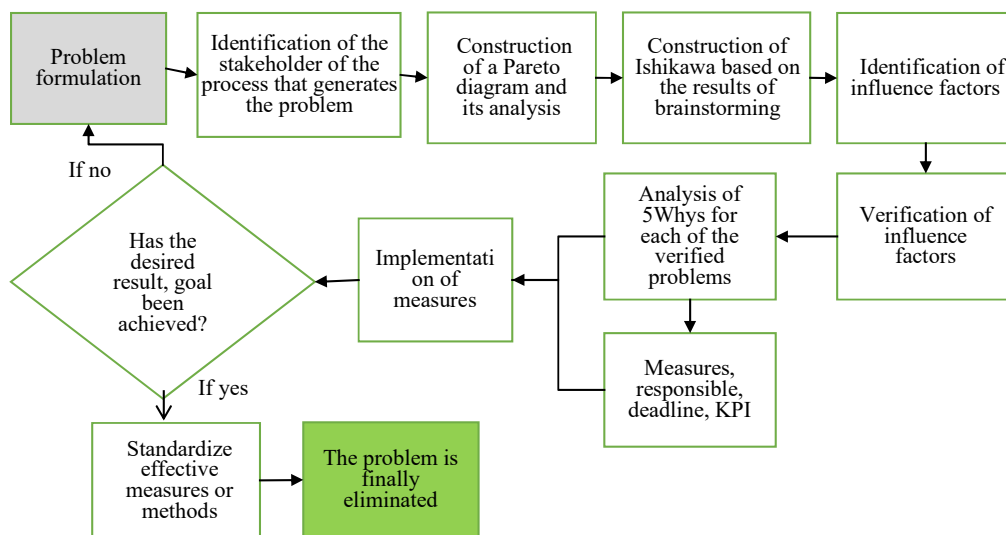 Problem
formulation
Identification of the
stakeholder of the
process that generates
the problem
Construction
of a Pareto
diagram and
its analysis
Construction of
Ishikawa based on
the results of
brainstorming
Identification of
influence factors
Verification of
influence
factors
Analysis of
5Whys for
each of the
verified
problems
Measures,
responsible,
deadline, KPI
Implementati
on of
measures
Has the
desired
result, goal
been
achieved?
If no
If yes
Standardize
effective
measures or
methods
The problem is
finally
eliminated